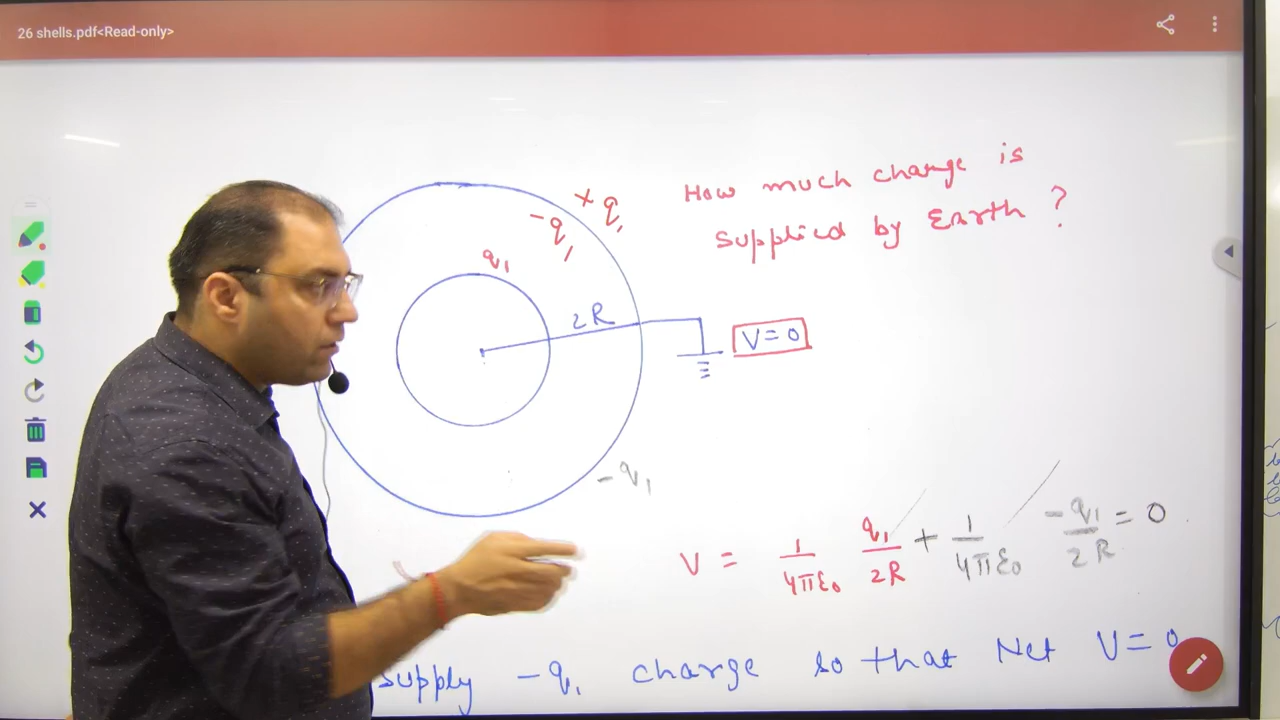 26 shells.pdf<Read-only>
How much change is
supplied by Earth ?
+ q₁
- q₁
q₁
2R
V=0
- q₁
V = 1/4πε₀ q₁/2R + 1/4πε₀ -q₁/2R = 0
supply -q₁ charge so that Net V=0